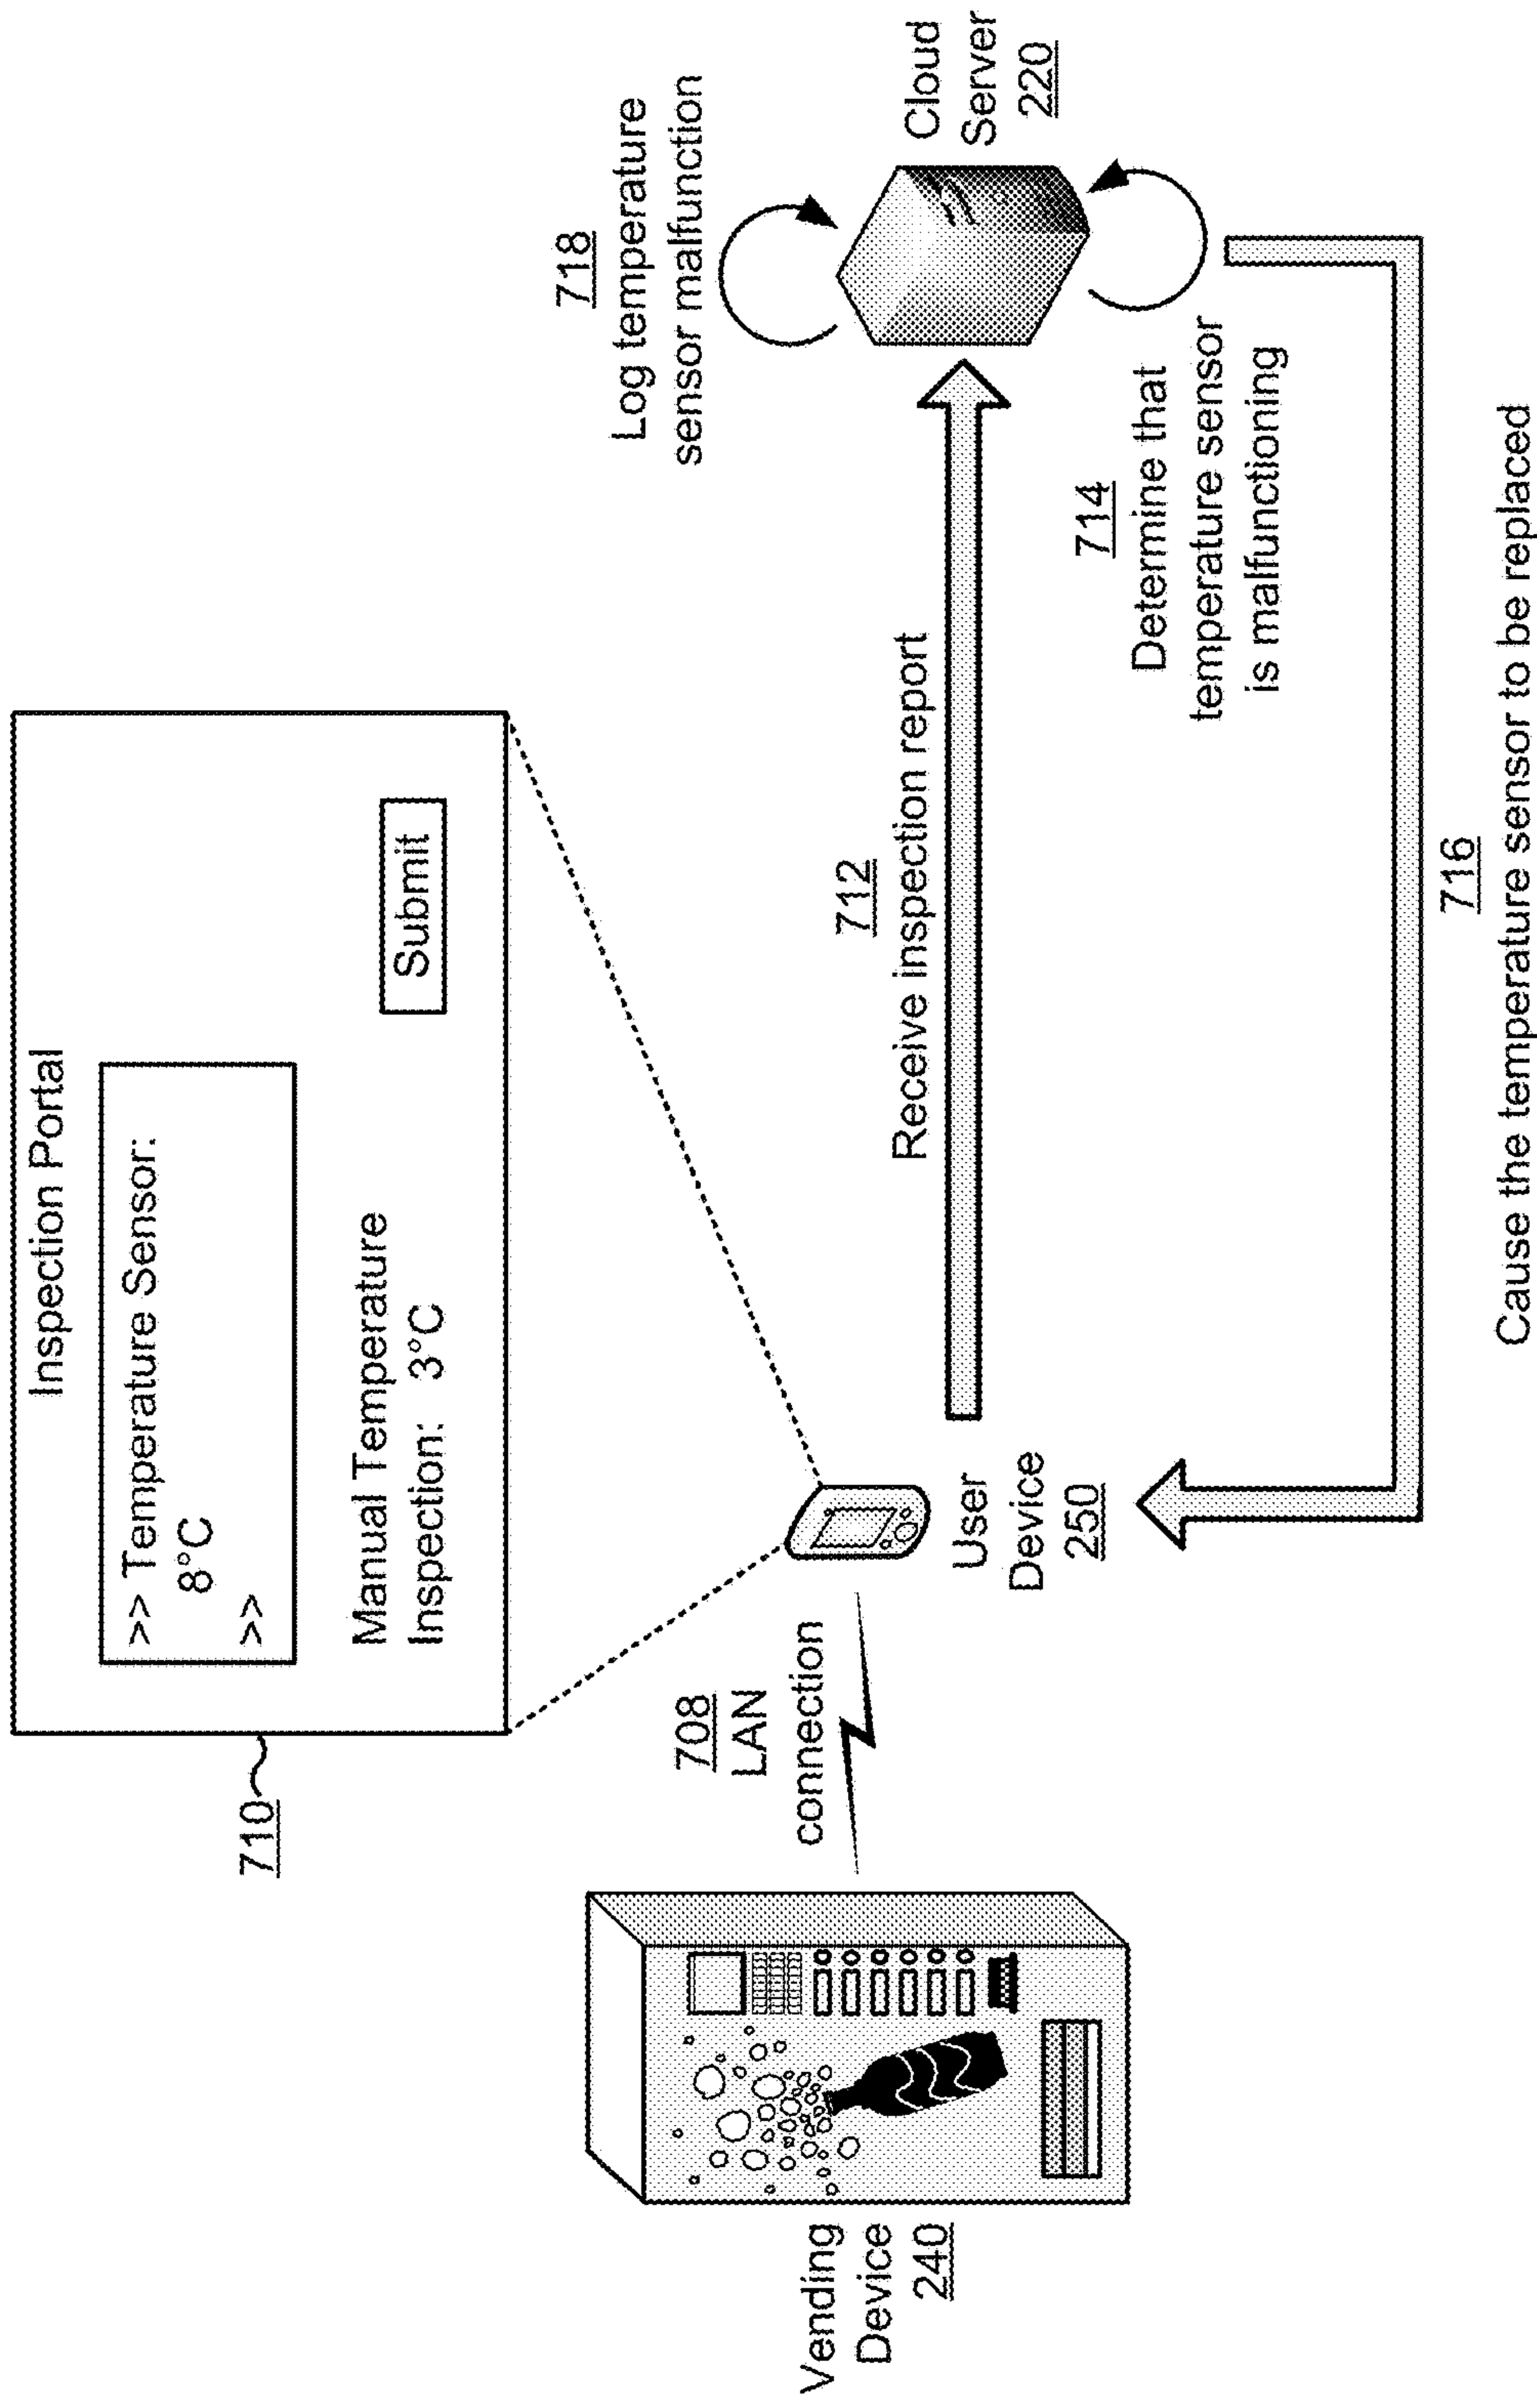 710
Inspection Portal
>> Temperature Sensor:
8°C
>>
Manual Temperature
Inspection: 3°C
Submit
708
LAN
connection
Vending
Device
240
User
Device
250
712
Receive inspection report
718
Log temperature
sensor malfunction
Cloud
Server
220
714
Determine that
temperature sensor
is malfunctioning
716
Cause the temperature sensor to be replaced